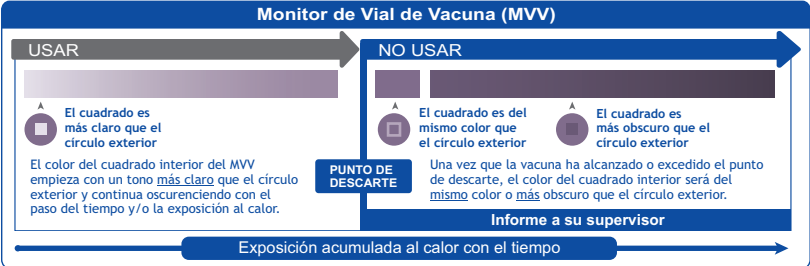 Monitor de Vial de Vacuna (MVV)
USAR
El cuadrado es
más claro que el
círculo exterior
El color del cuadrado interior del MVV
empieza con un tono más claro que el círculo
exterior y continua oscureciendo con el
paso del tiempo y/o la exposición al calor.
PUNTO DE
DESCARTE
NO USAR
El cuadrado es del
mismo color que
el círculo exterior
El cuadrado es
más obscuro que el
círculo exterior
Una vez que la vacuna ha alcanzado o excedido el punto
de descarte, el color del cuadrado interior será del
mismo color o más obscuro que el círculo exterior.
Informe a su supervisor
Exposición acumulada al calor con el tiempo